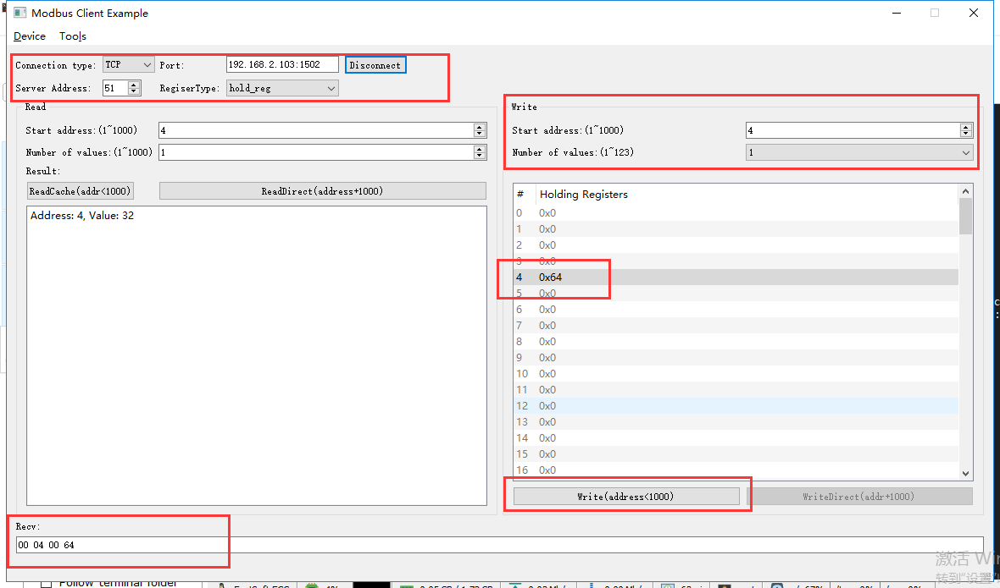 Modbus Client Example
Device Tools
Connection type: TCP Port: 192.168.2.103:1502 Disconnect
Server Address: 51 RegiserType: hold_reg
Read
Start address:(1~1000) 4
Number of values:(1~1000) 1
Result:
ReadCache(addr<1000) ReadDirect(address+1000)
Address: 4, Value: 32
Write
Start address:(1~1000) 4
Number of values:(1~123) 1
# Holding Registers
0 0x0
1 0x0
2 0x0
3 0x0
4 0x64
5 0x0
6 0x0
7 0x0
8 0x0
9 0x0
10 0x0
11 0x0
12 0x0
13 0x0
14 0x0
15 0x0
16 0x0
Write(address<1000) WriteDirect(addr+1000)
Recv:
00 04 00 64
激活 Wi
转到"设置"
Follow terminal folder